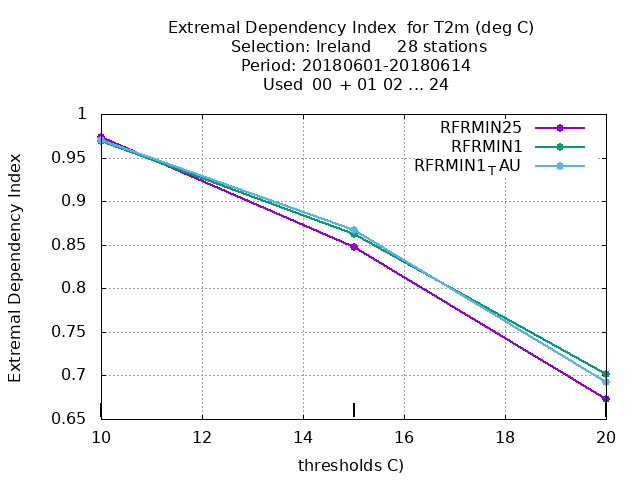 Extremal Dependency Index  for T2m (deg C)
Selection: Ireland     28 stations
Period: 20180601-20180614
Used  00 + 01 02 ... 24
RFRMIN25
RFRMIN1
RFRMIN1_TAU
Extremal Dependency Index
1
0.95
0.9
0.85
0.8
0.75
0.7
0.65
10 12 14 16 18 20
thresholds C)